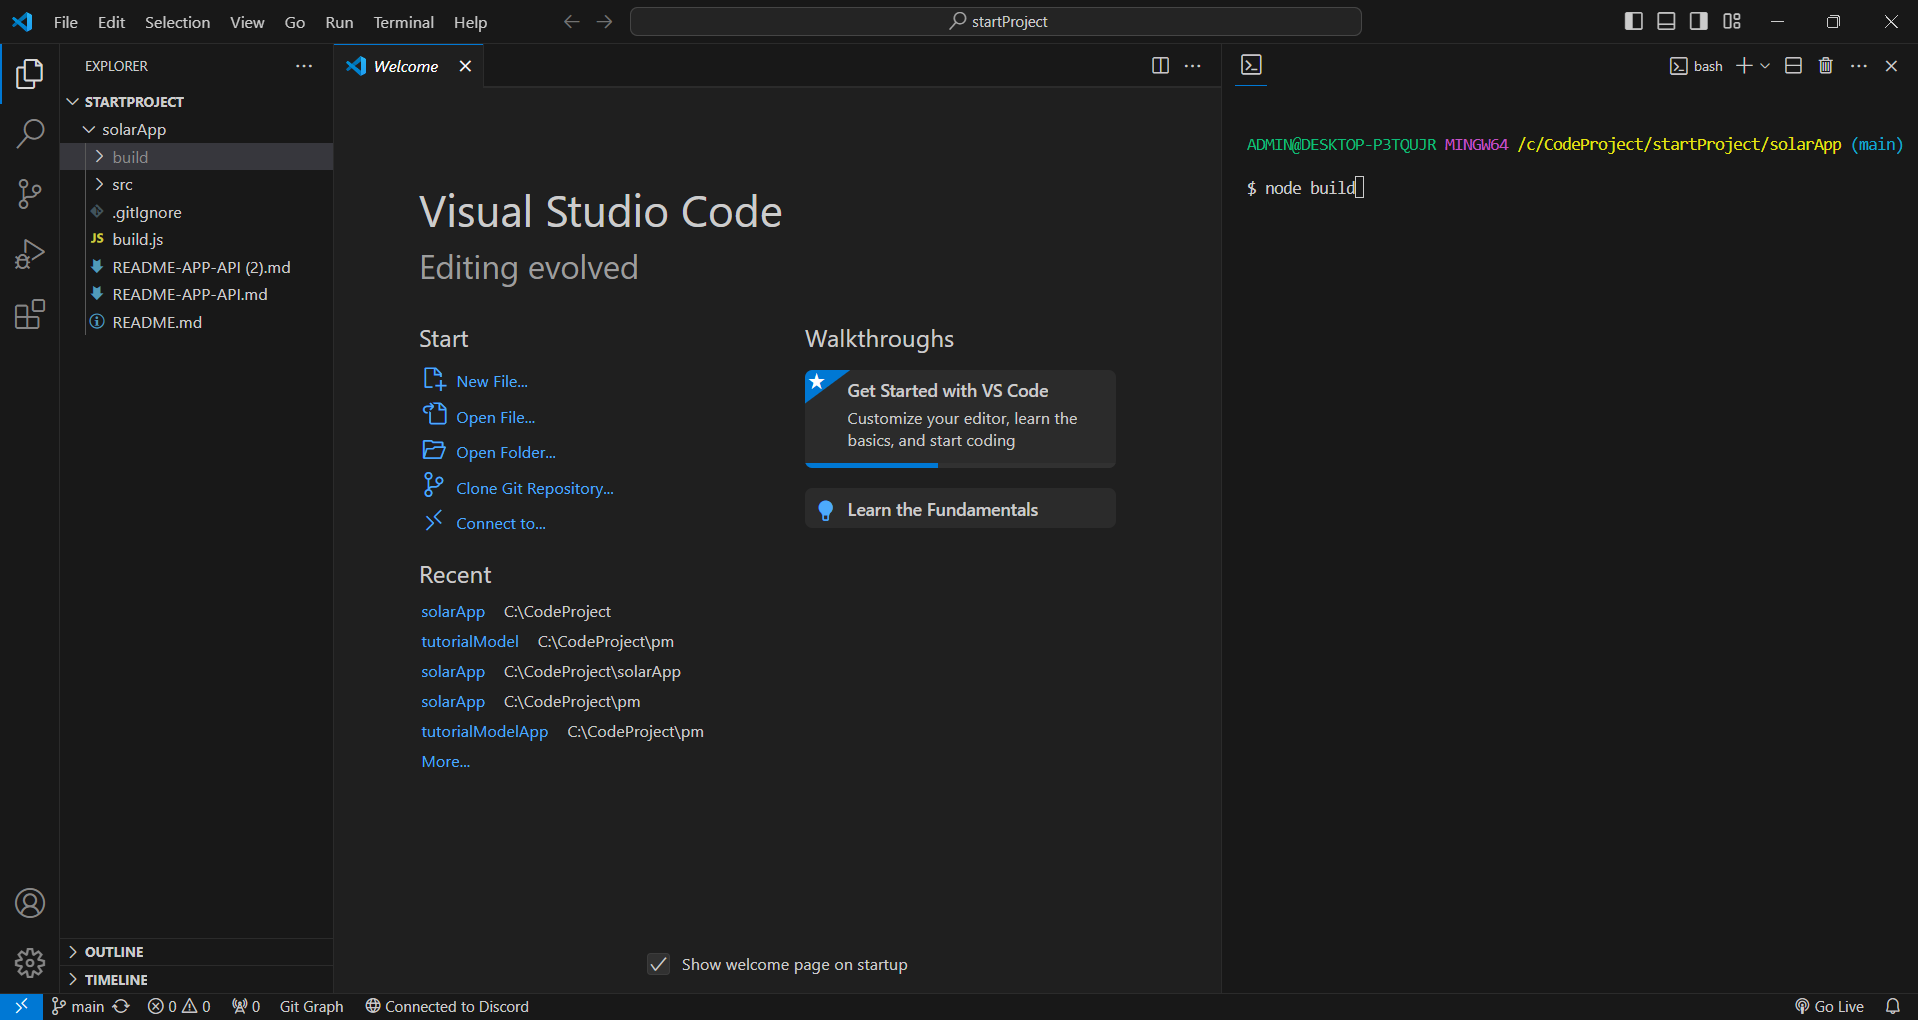 File Edit Selection View Go Run Terminal Help
startProject
EXPLORER
STARTPROJECT
solarApp
build
src
.gitIgnore
JS build.js
README-APP-API (2).md
README-APP-API.md
README.md
OUTLINE
TIMELINE
Welcome
Visual Studio Code
Editing evolved
Start
New File...
Open File...
Open Folder...
Clone Git Repository...
Connect to...
Recent
solarApp C:\CodeProject
tutorialModel C:\CodeProject\pm
solarApp C:\CodeProject\solarApp
solarApp C:\CodeProject\pm
tutorialModelApp C:\CodeProject\pm
More...
Walkthroughs
Get Started with VS Code
Customize your editor, learn the
basics, and start coding
Learn the Fundamentals
Show welcome page on startup
bash
ADMIN@DESKTOP-P3TQUJR MINGW64 /c/CodeProject/startProject/solarApp (main)
$ node build
main 0 0 0 Git Graph Connected to Discord Go Live